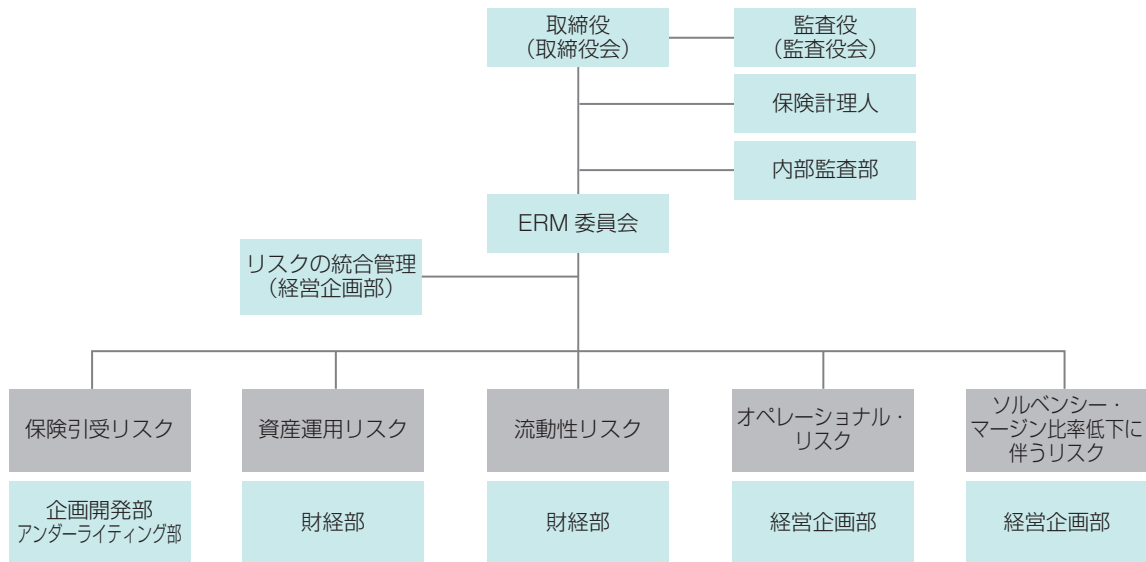 取締役
（取締役会）
監査役
（監査役会）
保険計理人
内部監査部
ERM 委員会
リスクの統合管理
（経営企画部）
保険引受リスク
資産運用リスク
流動性リスク
オペレーショナル・
リスク
ソルベンシー・
マージン比率低下に
伴うリスク
企画開発部
アンダーライティング部
財経部
財経部
経営企画部
経営企画部